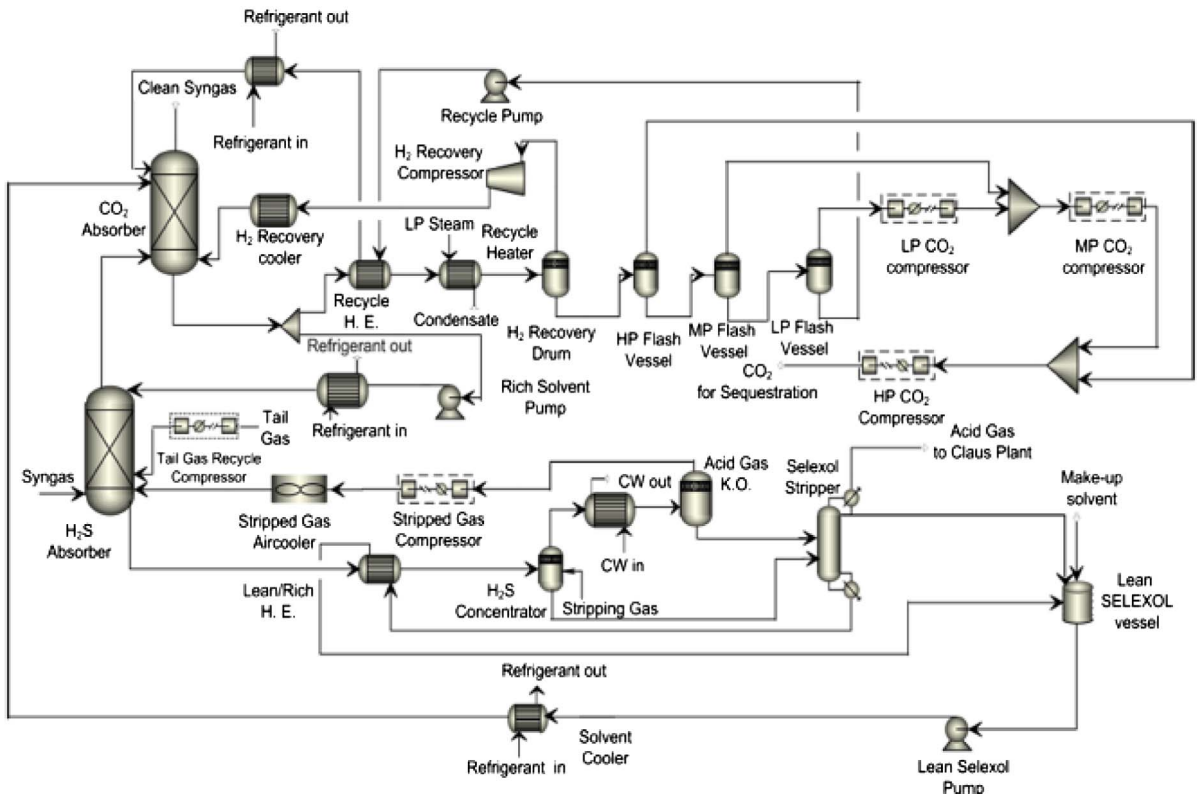 Refrigerant out
Clean Syngas
Refrigerant in
Recycle Pump
H2 Recovery
Compressor
CO2
Absorber
H2 Recovery
cooler
LP Steam
Recycle
Heater
LP CO2
compressor
MP CO2
compressor
Recycle
H. E.
Condensate
H2 Recovery
Drum
HP Flash
Vessel
MP Flash
Vessel
LP Flash
Vessel
Refrigerant out
CO2
for Sequestration
HP CO2
Compressor
Rich Solvent
Pump
Refrigerant in
Tail
Gas
Tail Gas Recycle
Compressor
Syngas
H2S
Absorber
Stripped Gas
Aircooler
Stripped Gas
Compressor
CW out
CW in
Acid Gas
K.O.
Selexol
Stripper
Acid Gas
to Claus Plant
Make-up
solvent
Lean/Rich
H. E.
H2S
Concentrator
Stripping Gas
Lean
SELEXOL
vessel
Refrigerant out
Solvent
Cooler
Refrigerant in
Lean Selexol
Pump